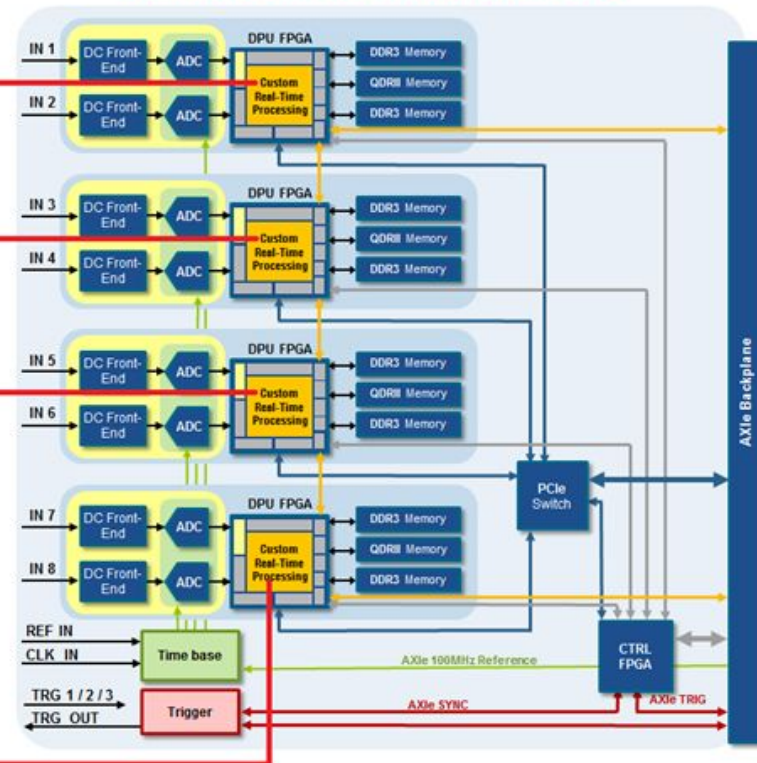 DPU FPGA
IN 1
DC Front-
End
ADC
IN 2
DC Front-
End
ADC
Custom
Real-Time
Processing
DDR3 Memory
QDRII Memory
DDR3 Memory
DPU FPGA
IN 3
DC Front-
End
ADC
IN 4
DC Front-
End
ADC
Custom
Real-Time
Processing
DDR3 Memory
QDRII Memory
DDR3 Memory
DPU FPGA
IN 5
DC Front-
End
ADC
IN 6
DC Front-
End
ADC
Custom
Real-Time
Processing
DDR3 Memory
QDRII Memory
DDR3 Memory
DPU FPGA
IN 7
DC Front-
End
ADC
IN 8
DC Front-
End
ADC
Custom
Real-Time
Processing
DDR3 Memory
QDRII Memory
DDR3 Memory
PCIe
Switch
AXIe Backplane
REF IN
CLK IN
Time base
AXIe 100MHz Reference
CTRL
FPGA
TRG 1 / 2 / 3
TRG OUT
Trigger
AXIe SYNC
AXIe TRIG